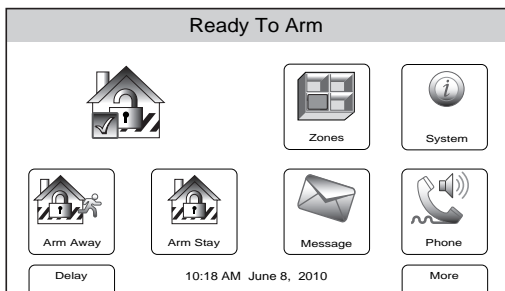 Ready To Arm
Zones
System
Arm Away
Arm Stay
Message
Phone
Delay
10:18 AM June 8, 2010
More